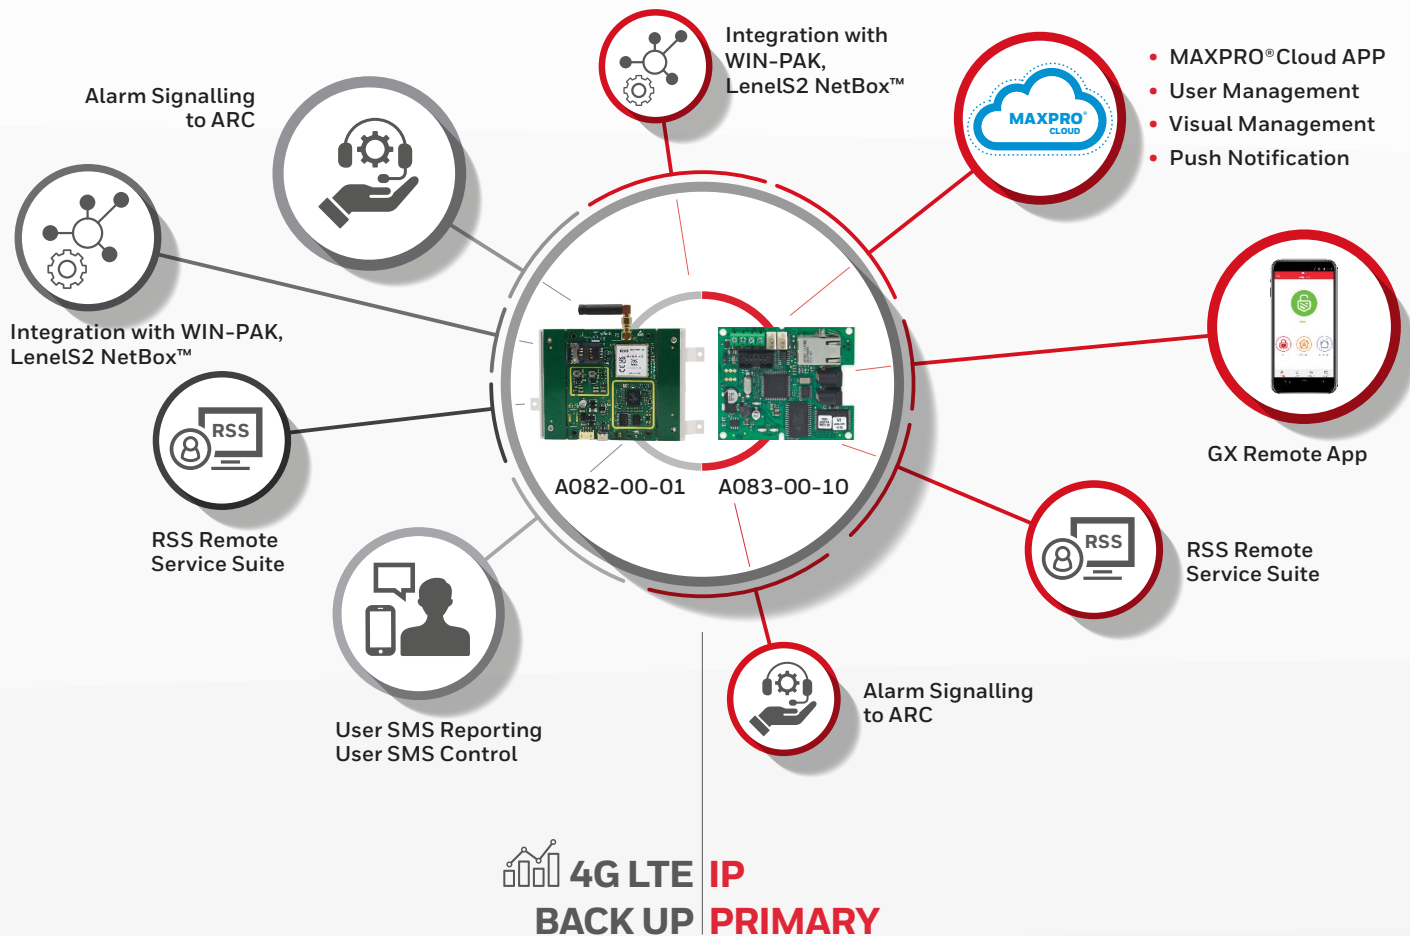 Integration with
WIN-PAK,
LenelS2 NetBox™
MAXPRO®
CLOUD
• MAXPRO® Cloud APP
• User Management
• Visual Management
• Push Notification
Alarm Signalling
to ARC
Integration with WIN-PAK,
LenelS2 NetBox™
RSS
RSS Remote
Service Suite
User SMS Reporting
User SMS Control
A082-00-01
A083-00-10
GX Remote App
RSS
RSS Remote
Service Suite
Alarm Signalling
to ARC
4G LTE
BACK UP
IP
PRIMARY